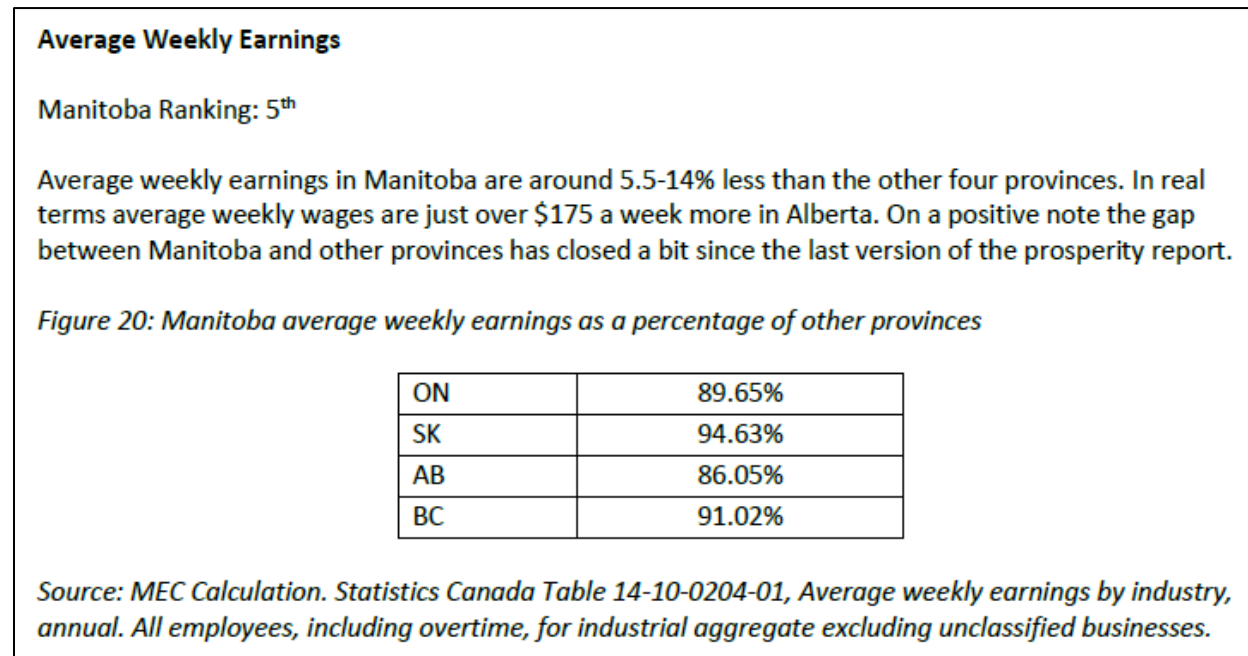 Average Weekly Earnings
Manitoba Ranking: 5th
Average weekly earnings in Manitoba are around 5.5-14% less than the other four provinces. In real
terms average weekly wages are just over $175 a week more in Alberta. On a positive note the gap
between Manitoba and other provinces has closed a bit since the last version of the prosperity report.
Figure 20: Manitoba average weekly earnings as a percentage of other provinces
ON 89.65%
SK 94.63%
AB 86.05%
BC 91.02%
Source: MEC Calculation. Statistics Canada Table 14-10-0204-01, Average weekly earnings by industry,
annual. All employees, including overtime, for industrial aggregate excluding unclassified businesses.